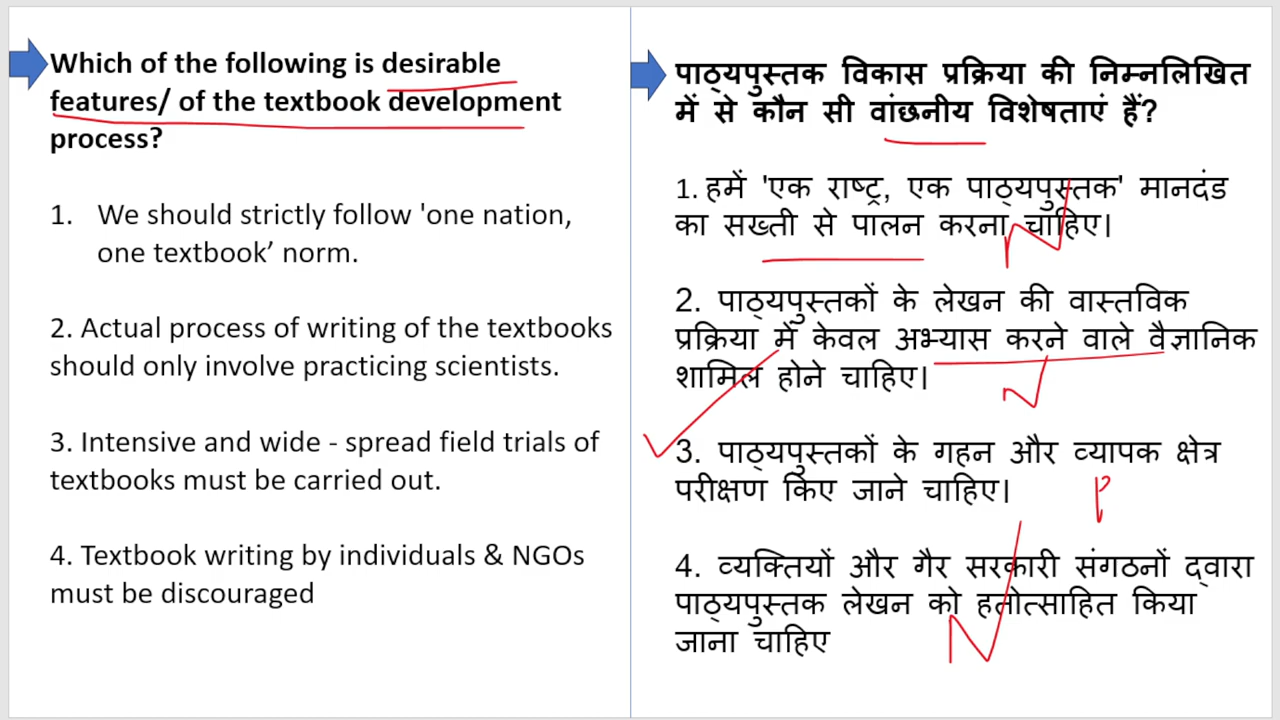 Which of the following is desirable
features/ of the textbook development
process?
1. We should strictly follow 'one nation,
one textbook’ norm.
2. Actual process of writing of the textbooks
should only involve practicing scientists.
3. Intensive and wide - spread field trials of
textbooks must be carried out.
4. Textbook writing by individuals & NGOs
must be discouraged
पाठ्यपुस्तक विकास प्रक्रिया की निम्नलिखित
में से कौन सी वांछनीय विशेषताएं हैं?
1. हमें 'एक राष्ट्र, एक पाठ्यपुस्तक' मानदंड
का सख्ती से पालन करना चाहिए।
N
2. पाठ्यपुस्तकों के लेखन की वास्तविक
प्रक्रिया में केवल अभ्यास करने वाले वैज्ञानिक
शामिल होने चाहिए।
N
3. पाठ्यपुस्तकों के गहन और व्यापक क्षेत्र
परीक्षण किए जाने चाहिए।
P
4. व्यक्तियों और गैर सरकारी संगठनों द्वारा
पाठ्यपुस्तक लेखन को हतोत्साहित किया
जाना चाहिए
N